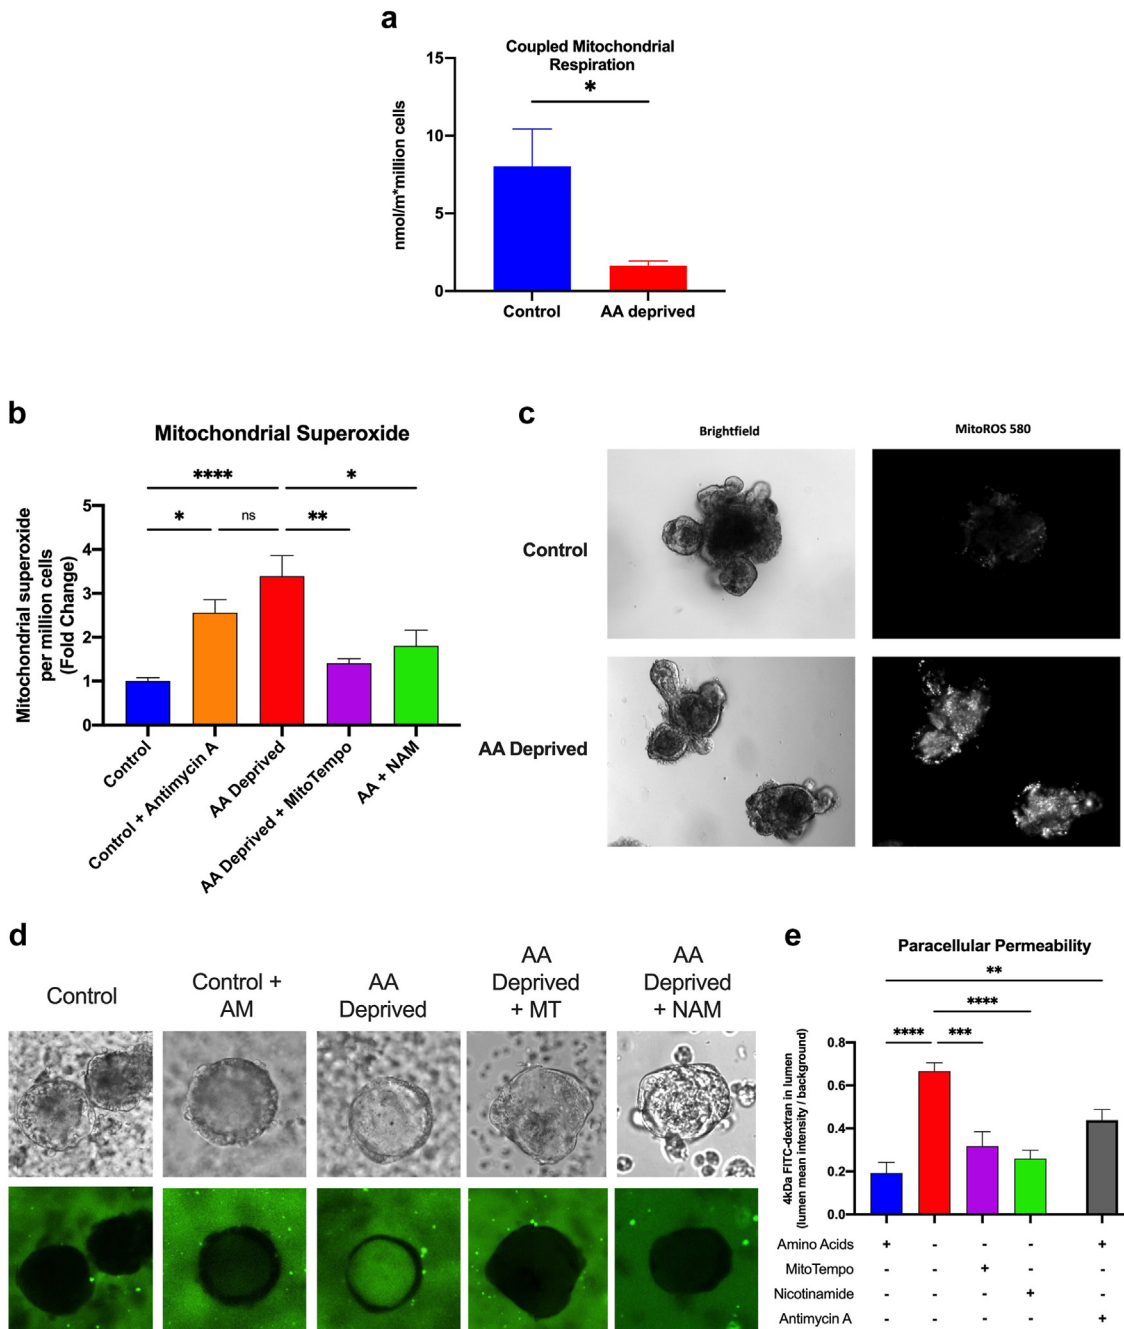 a
Coupled Mitochondrial
Respiration
*
15
10
5
0
nmol/m*million cells
Control
AA deprived
b
Mitochondrial Superoxide
****
*
*
ns
**
5
4
3
2
1
0
Mitochondrial superoxide
per million cells
(Fold Change)
Control
Control + Antimycin A
AA Deprived
AA Deprived + MitoTempo
AA + NAM
c
Brightfield
MitoROS 580
Control
AA Deprived
d
Control
Control +
AM
AA
Deprived
AA
Deprived
+ MT
AA
Deprived
+ NAM
e
Paracellular Permeability
**
****
****
***
0.8
0.6
0.4
0.2
0.0
4kDa FITC-dextran in lumen
(lumen mean intensity / background)
Amino Acids + - - - +
MitoTempo - - + - -
Nicotinamide - - - + -
Antimycin A - - - - +